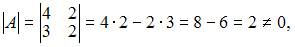 |A| = |4 2; 3 2| = 4·2 − 2·3 = 8 − 6 = 2 ≠ 0,